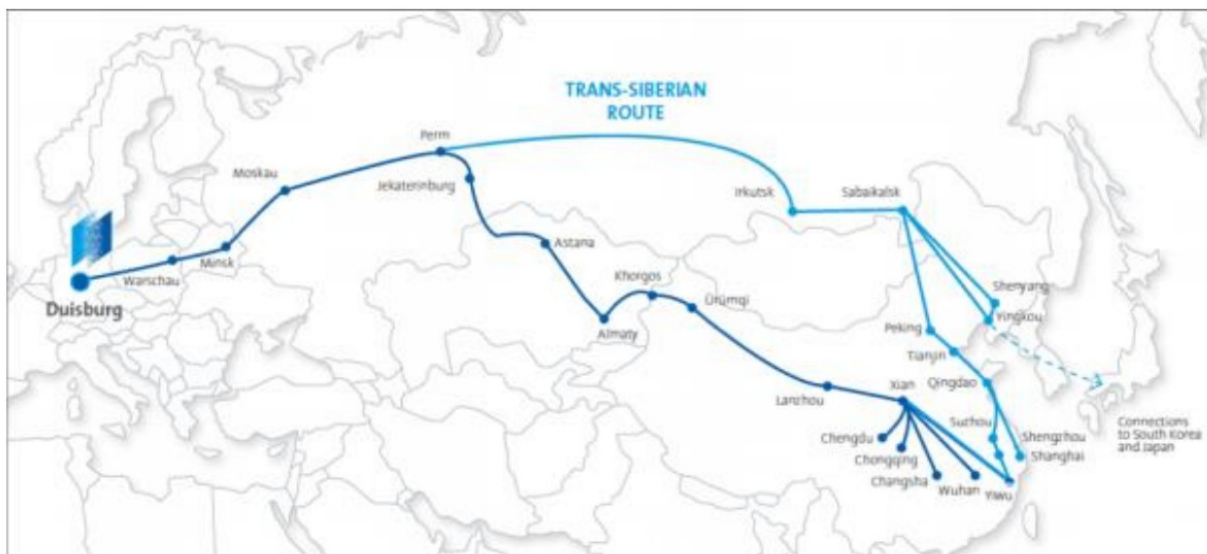 TRANS-SIBERIAN
ROUTE
Perm
Moskau
Jekaterinburg
Irkutsk
Sabaikalsk
Minsk
Warschau
Duisburg
Astana
Khorgos
Ürümqi
Almaty
Shenyang
Yingkou
Peking
Tianjin
Qingdao
Xian
Lanzhou
Suzhou
Shengzhou
Shanghai
Chengdu
Chongqing
Changsha
Wuhan
Yiwu
Connections
to South Korea
and Japan